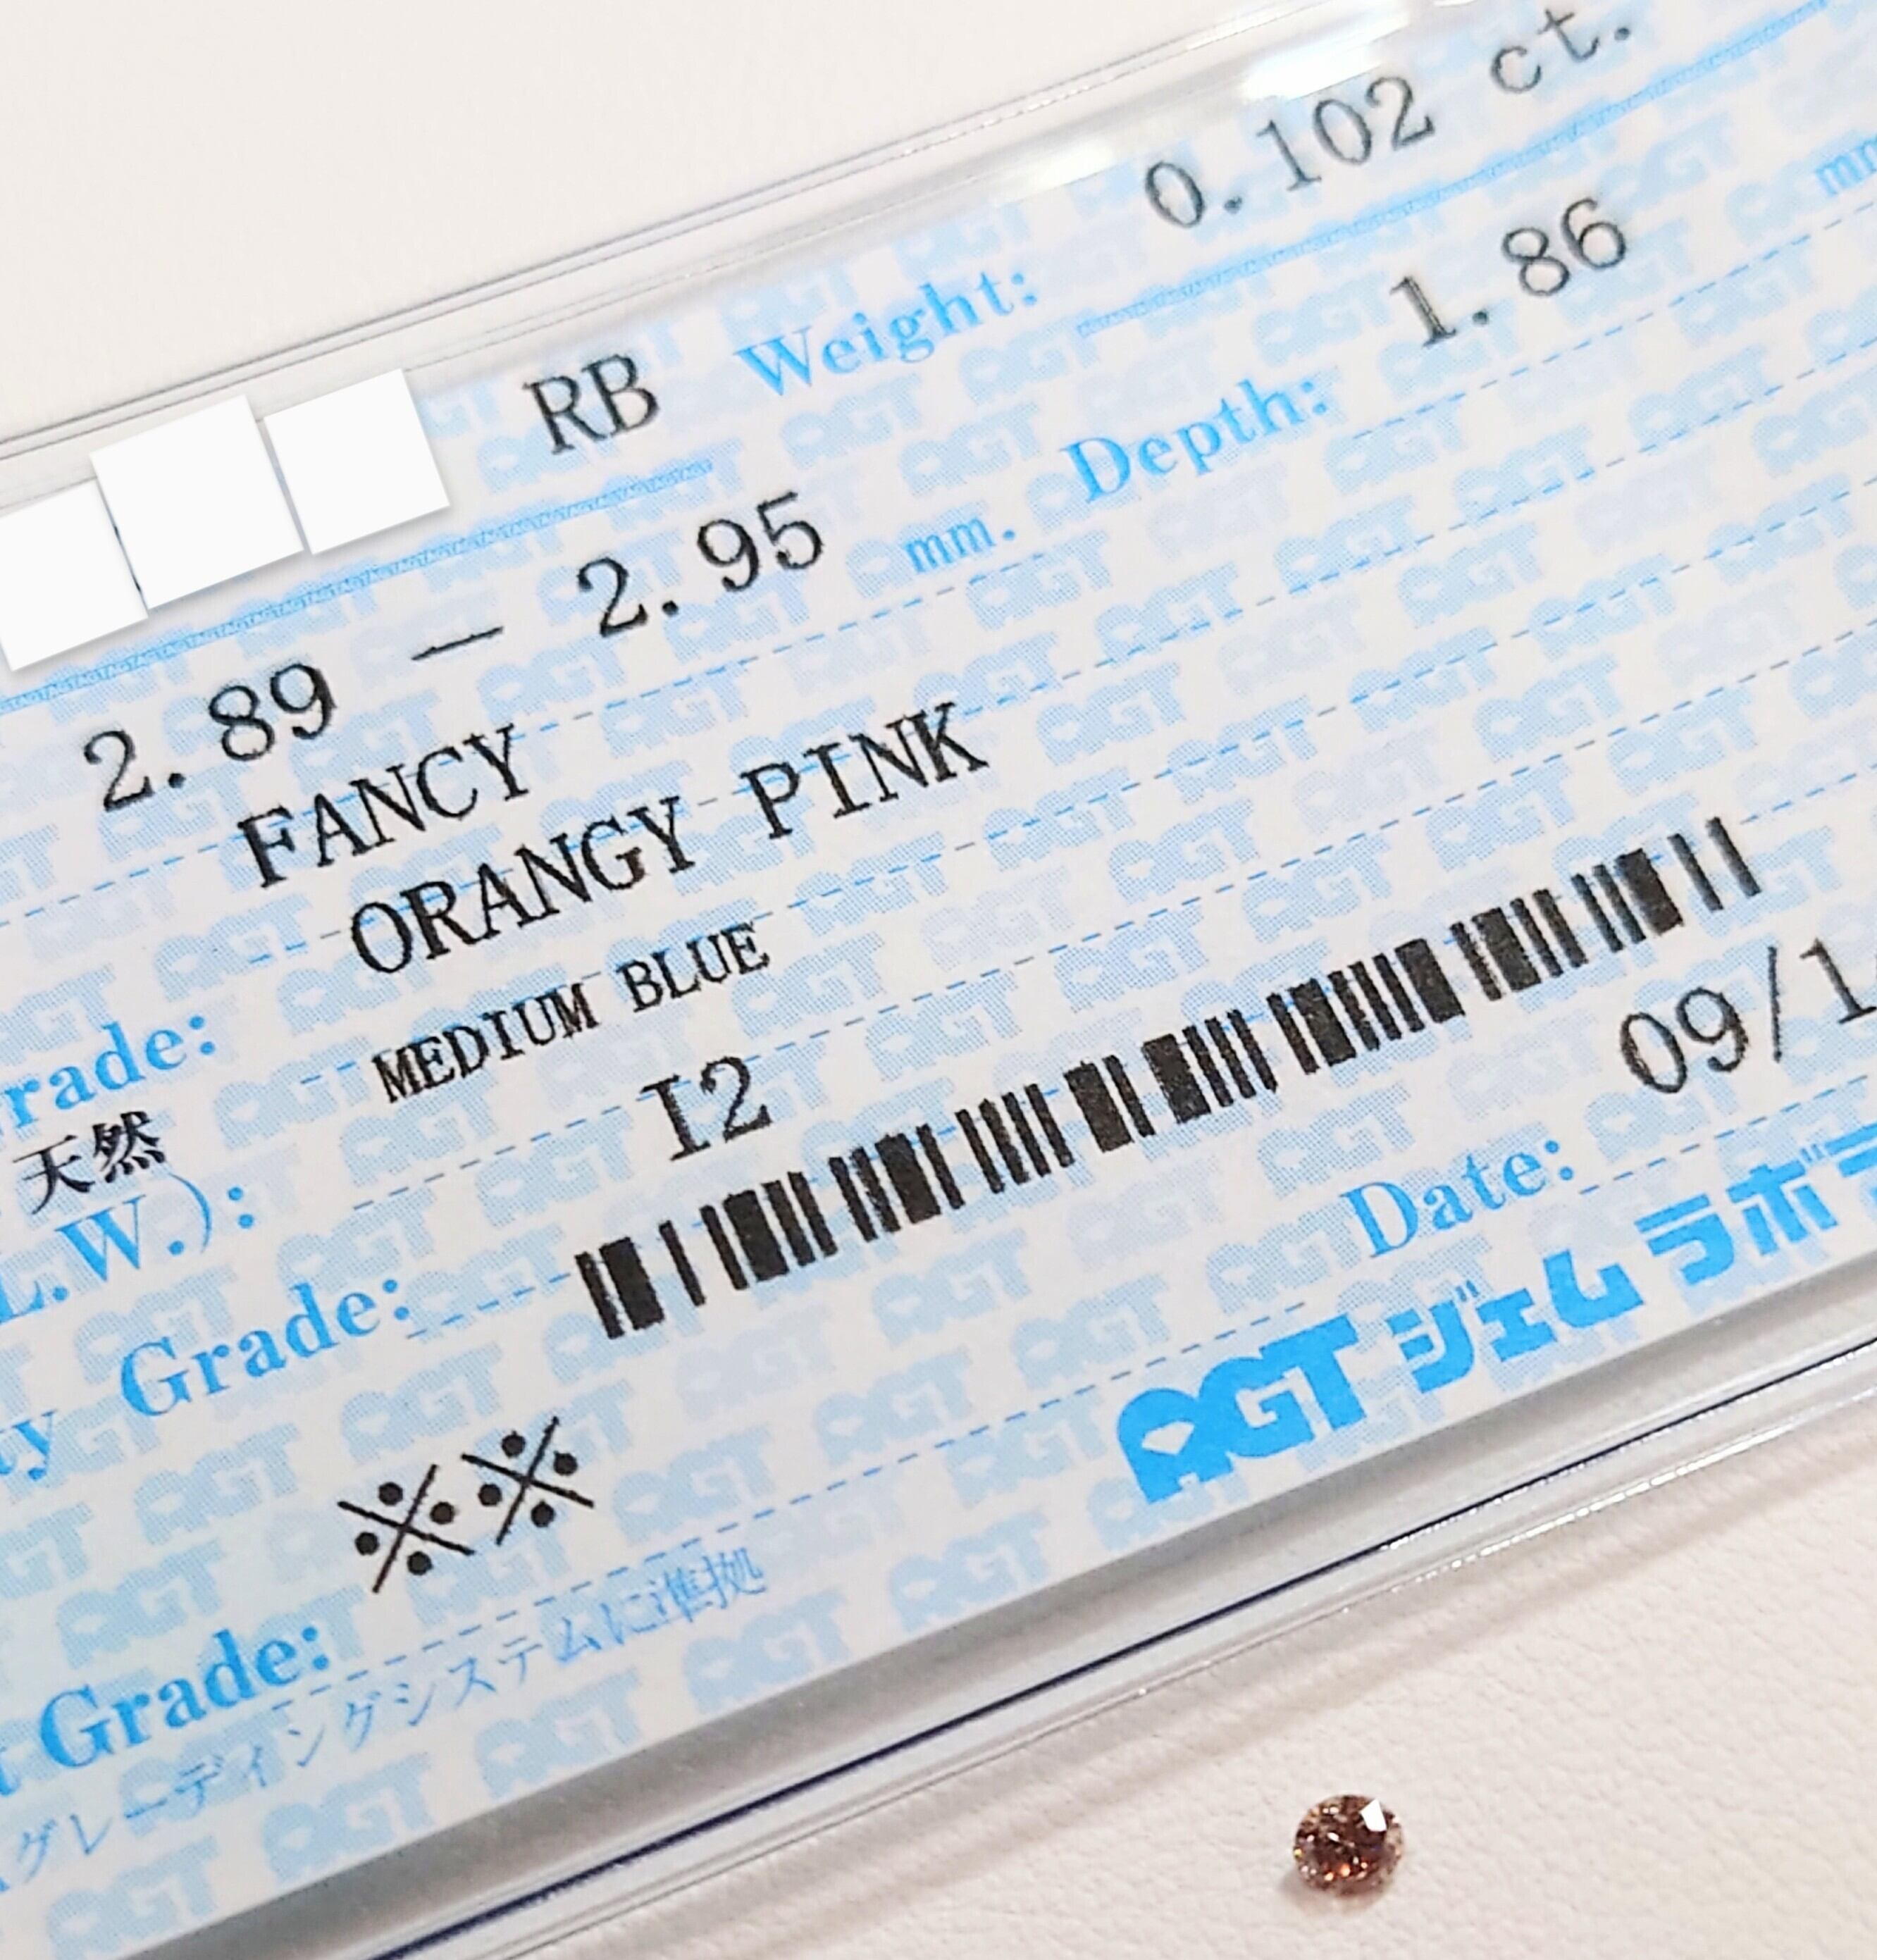 RB Weight: 0.102 ct.
2.89 — 2.95 mm. Depth: 1.86
FANCY
rade: ORANGY PINK
天然 MEDIUM BLUE
L.W.):
Grade: I2
Date: 09/1
※※
Grade:
グレーディングシステムに準拠
AGT ジェム ラボ